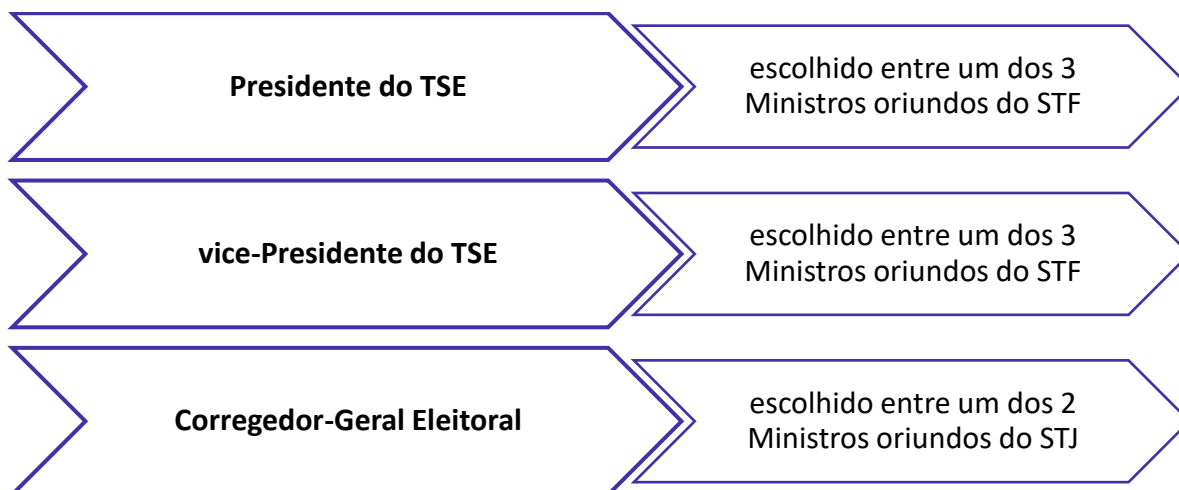 Presidente do TSE
escolhido entre um dos 3
Ministros oriundos do STF
vice-Presidente do TSE
escolhido entre um dos 3
Ministros oriundos do STF
Corregedor-Geral Eleitoral
escolhido entre um dos 2
Ministros oriundos do STJ